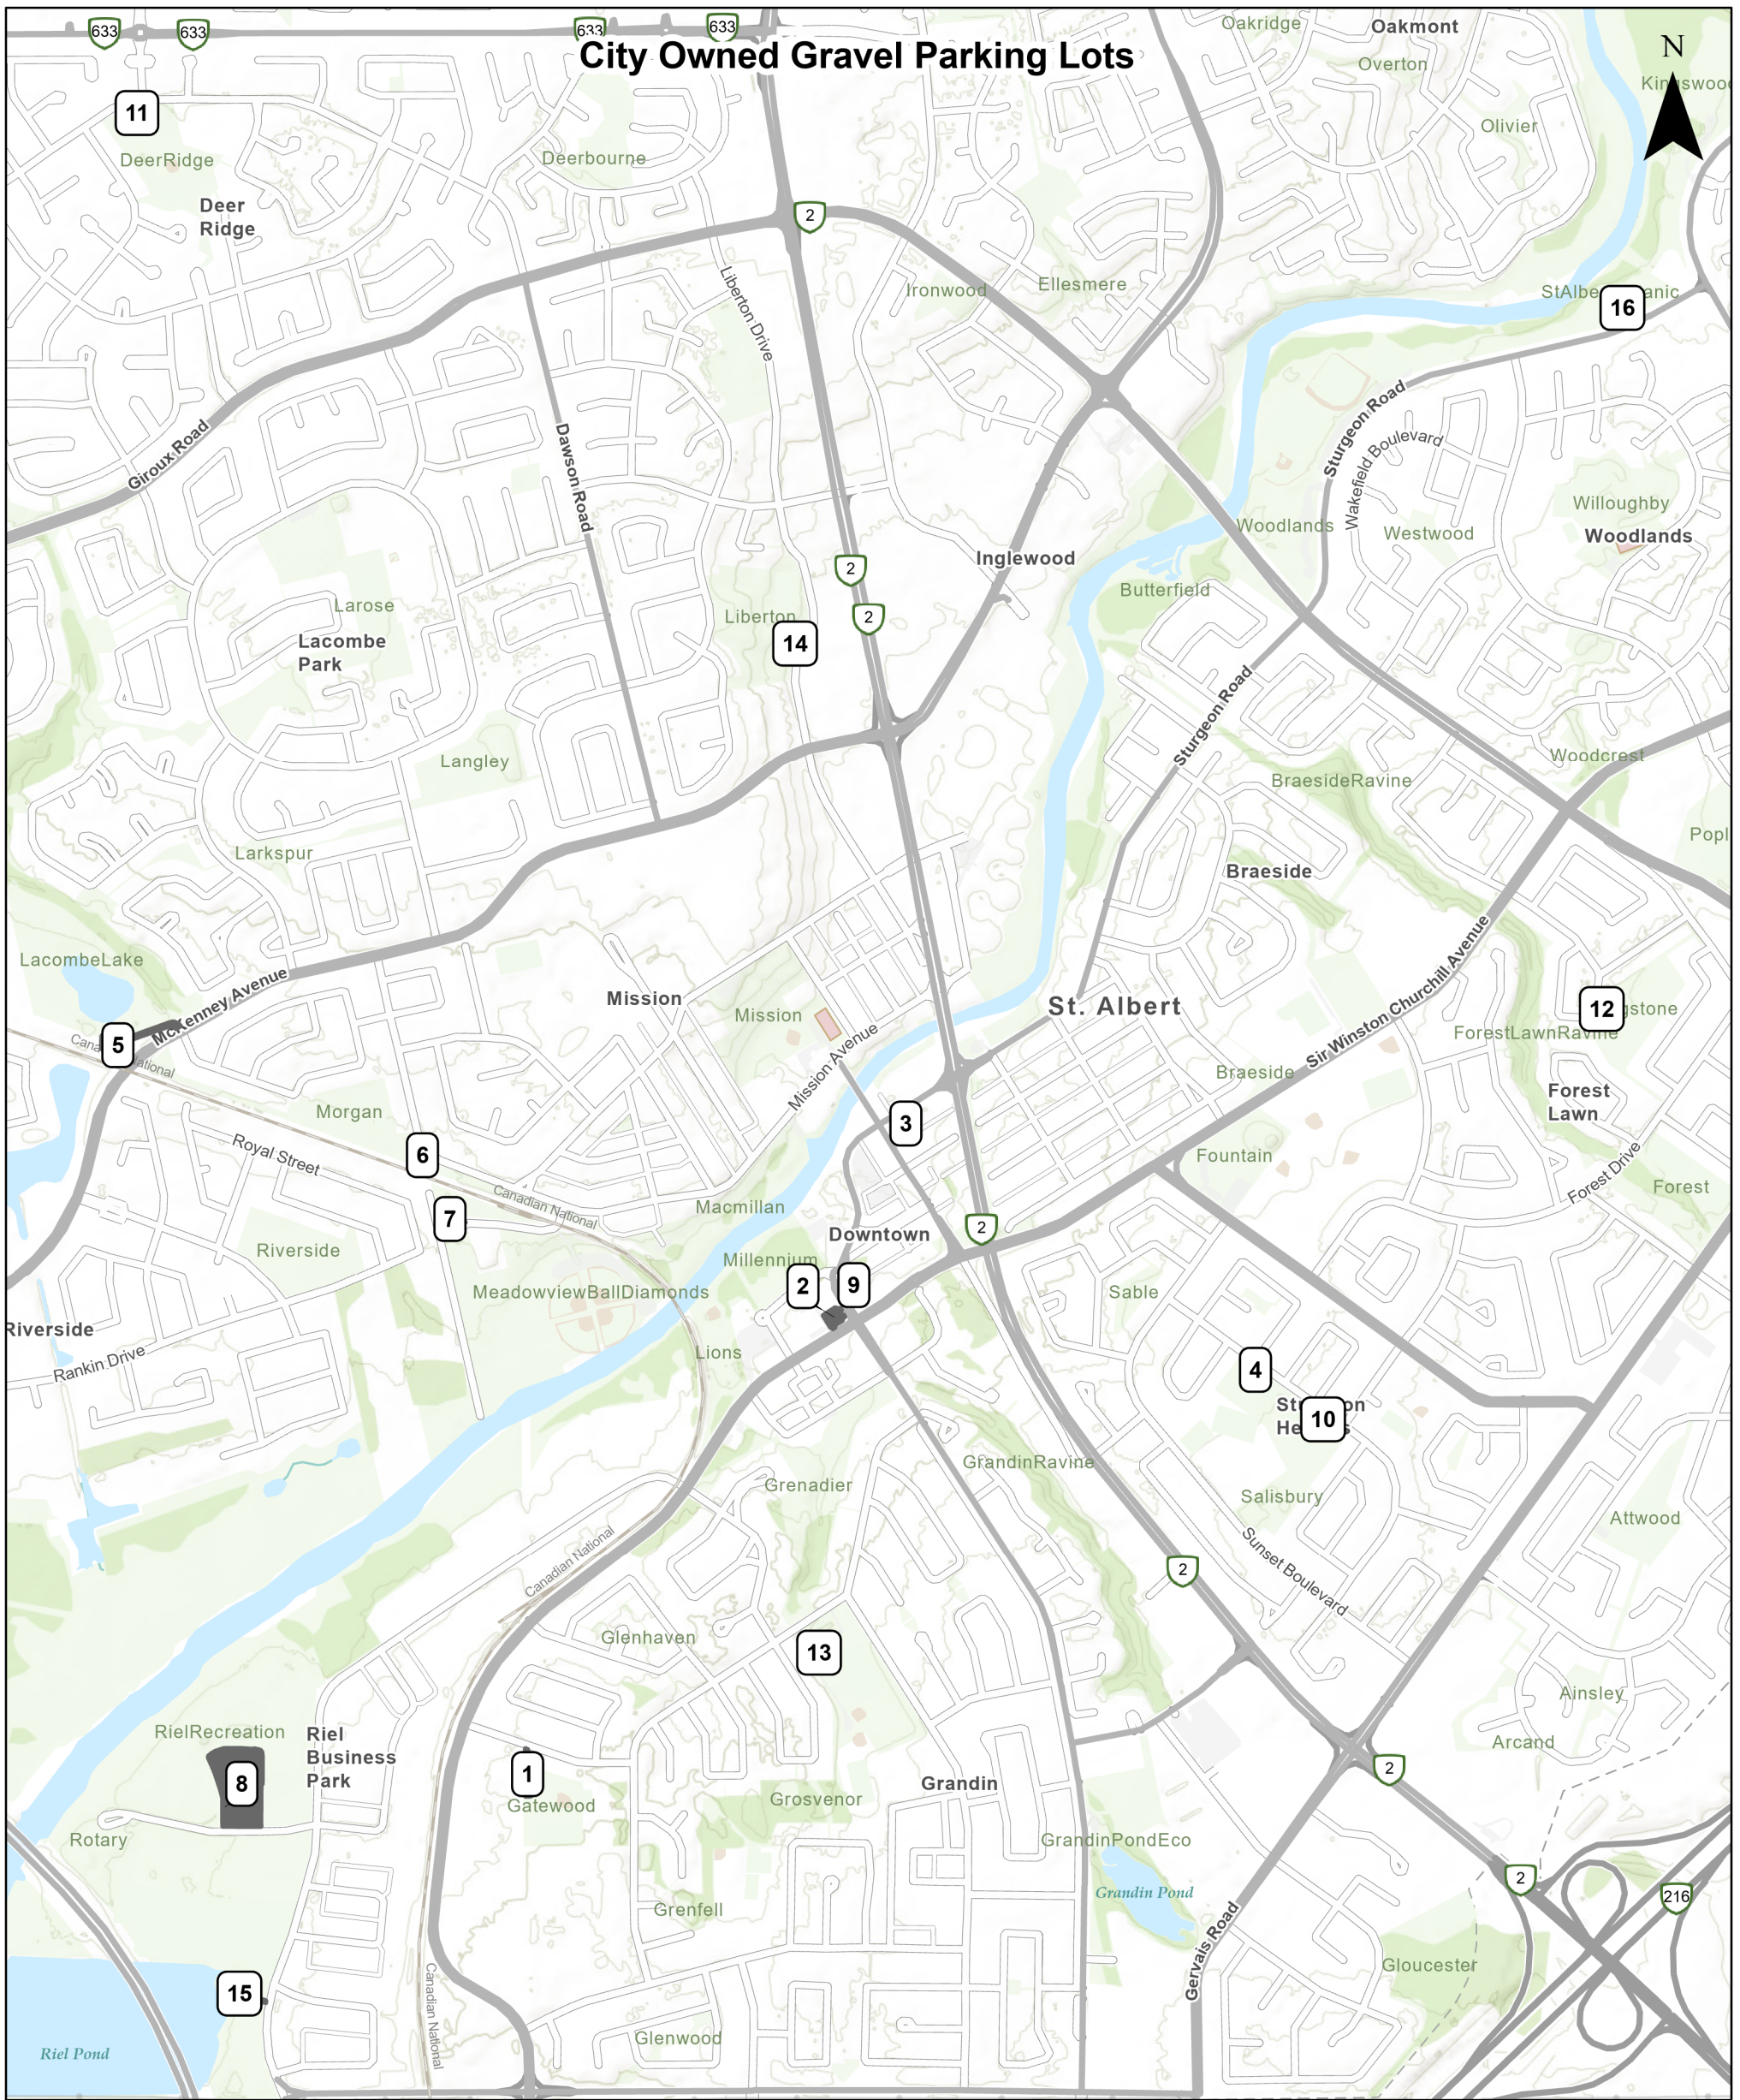 633
633
633
633
City Owned Gravel Parking Lots
Oakridge
Oakmont
Overton
N
Olivier
11
DeerRidge
Deerbourne
Deer
Ridge
2
Liberton Drive
Ironwood
Ellesmere
16
Giroux Road
Dawson Road
Sturgeon Road
Wakefield Boulevard
Willoughby
Woodlands
Westwood
Woodlands
Inglewood
2
Butterfield
Larose
Liberton
2
14
Lacombe
Park
Sturgeon Road
Langley
BraesideRavine
Woodcrest
Popl
Larkspur
Braeside
LacombeLake
McKenney Avenue
Mission
Mission
St. Albert
Sir Winston Churchill Avenue
12
ForestLawnRavine
5
Mission Avenue
Braeside
Forest
Lawn
Morgan
3
Royal Street
6
Fountain
Forest Drive
Forest
Canadian National
7
Macmillan
Downtown
2
Riverside
Millennium
MeadowviewBallDiamonds
2
9
Sable
Riverside
Rankin Drive
Lions
4
10
GrandinRavine
Grenadier
Salisbury
Attwood
Canadian National
Sunset Boulevard
2
Glenhaven
13
Ainsley
RielRecreation
Riel
Business
Park
Arcand
8
1
2
Grandin
Gatewood
Grosvenor
Rotary
GrandinPondEco
2
Grandin Pond
216
Grenfell
Gervais Road
Gloucester
15
Canadian National
Glenwood
Riel Pond